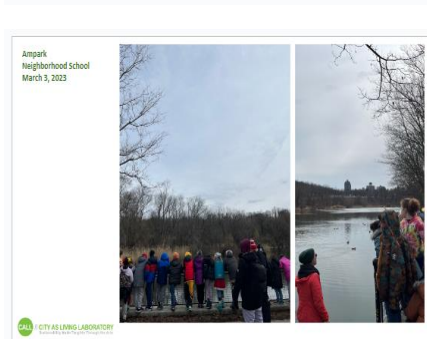 Ampark
Neighborhood School
March 3, 2023
CALL / CITY AS LIVING LABORATORY